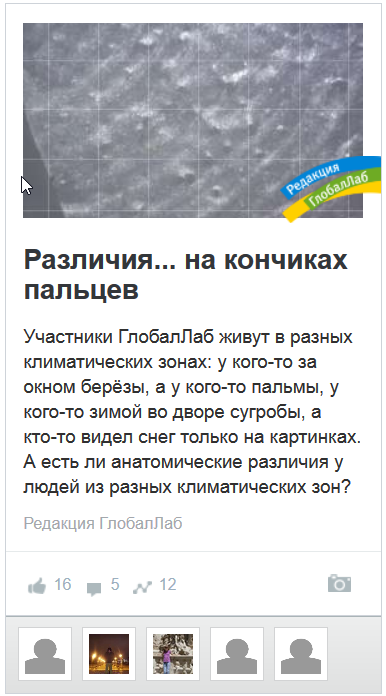 Редакция
ГлобалЛаб
Различия... на кончиках
пальцев
Участники ГлобалЛаб живут в разных
климатических зонах: у кого-то за
окном берёзы, а у кого-то пальмы, у
кого-то зимой во дворе сугробы, а
кто-то видел снег только на картинках.
А есть ли анатомические различия у
людей из разных климатических зон?
Редакция ГлобалЛаб
16 5 12